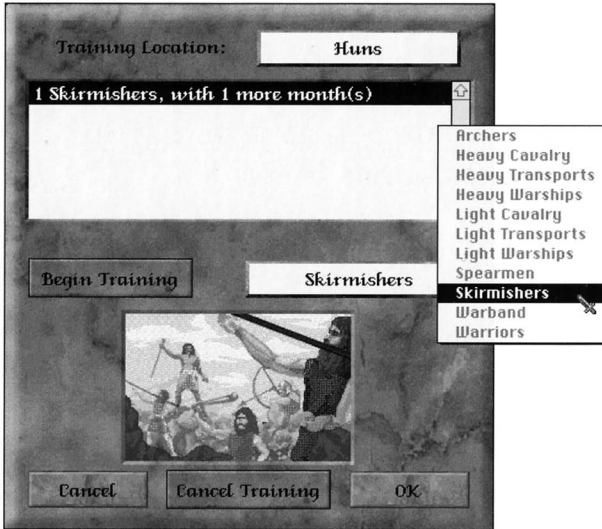 Training Location:
Huns
1 Skirmishers, with 1 more month(s)
Archers
Heavy Cavalry
Heavy Transports
Heavy Warships
Light Cavalry
Light Transports
Light Warships
Spearmen
Skirmishers
Warband
Warriors
Begin Training
Skirmishers
Cancel
Cancel Training
OK